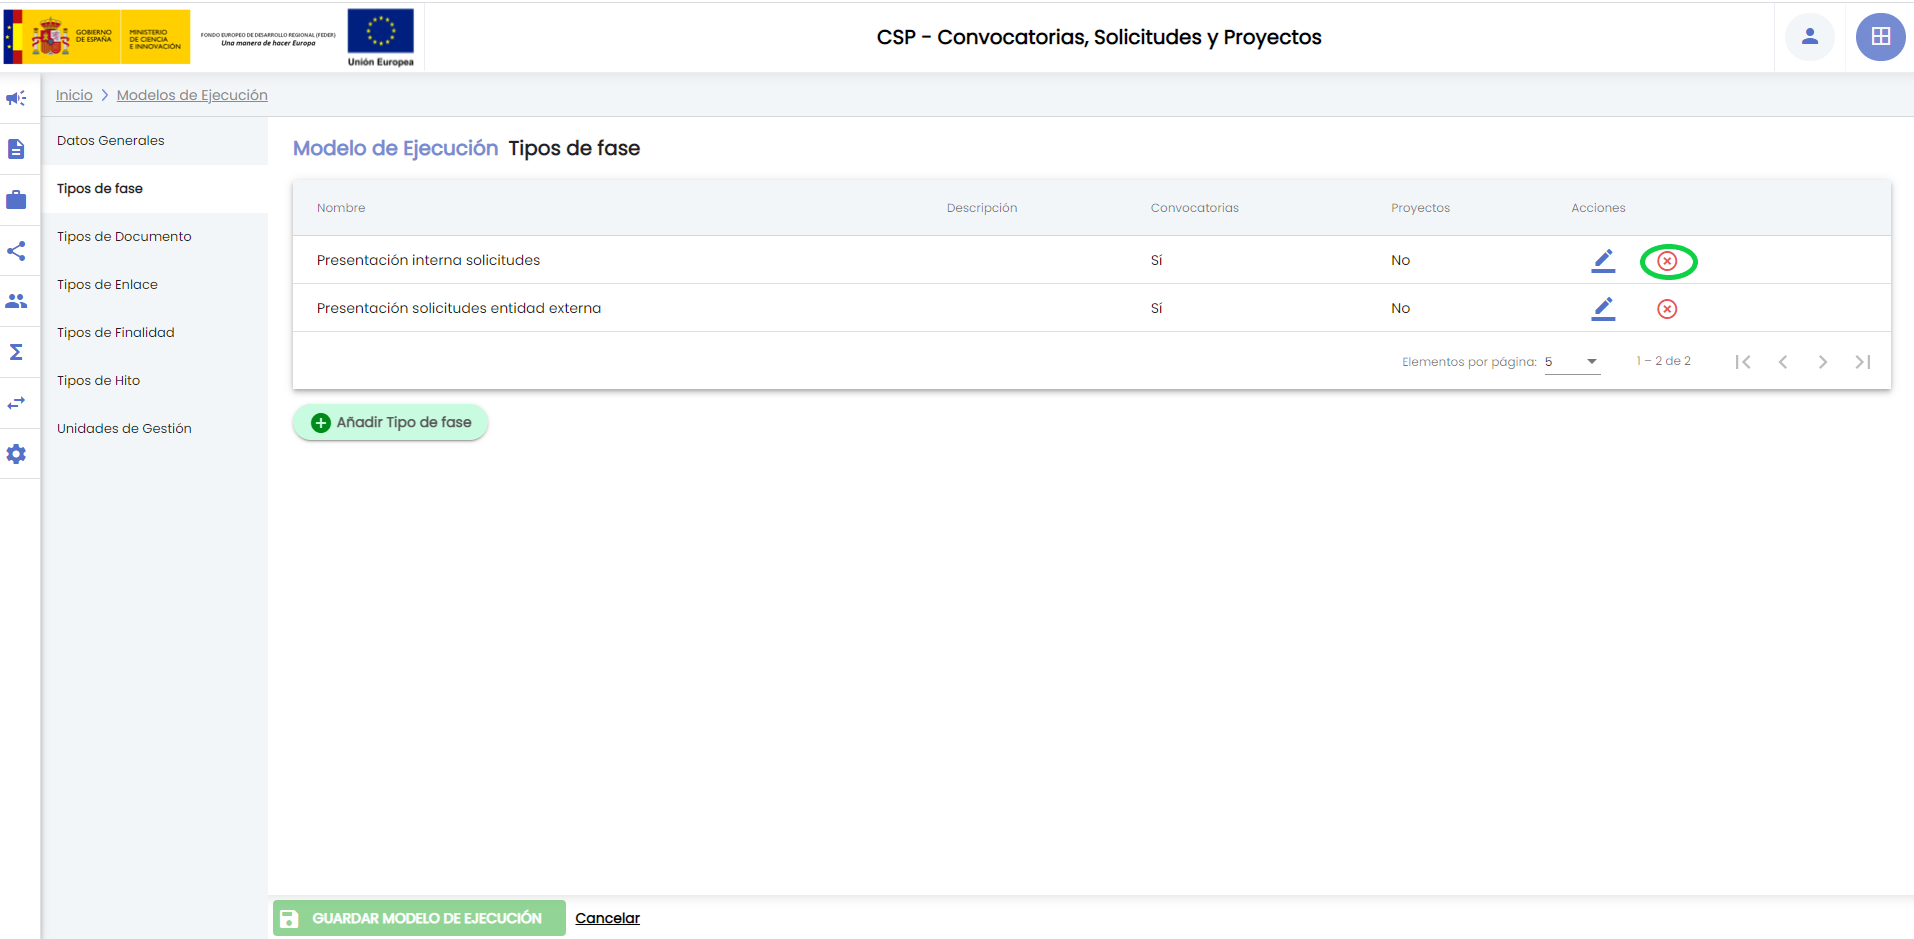 GOBIERNO
DE ESPAÑA
MINISTERIO
DE CIENCIA
E INNOVACIÓN
FONDO EUROPEO DE DESARROLLO REGIONAL (FEDER)
Una manera de hacer Europa
Unión Europea
CSP - Convocatorias, Solicitudes y Proyectos
Inicio > Modelos de Ejecución
Datos Generales
Tipos de fase
Tipos de Documento
Tipos de Enlace
Tipos de Finalidad
Tipos de Hito
Unidades de Gestión
Modelo de Ejecución Tipos de fase
Nombre Descripción Convocatorias Proyectos Acciones
Presentación interna solicitudes Sí No
Presentación solicitudes entidad externa Sí No
Elementos por página: 5 1 – 2 de 2
Añadir Tipo de fase
GUARDAR MODELO DE EJECUCIÓN Cancelar